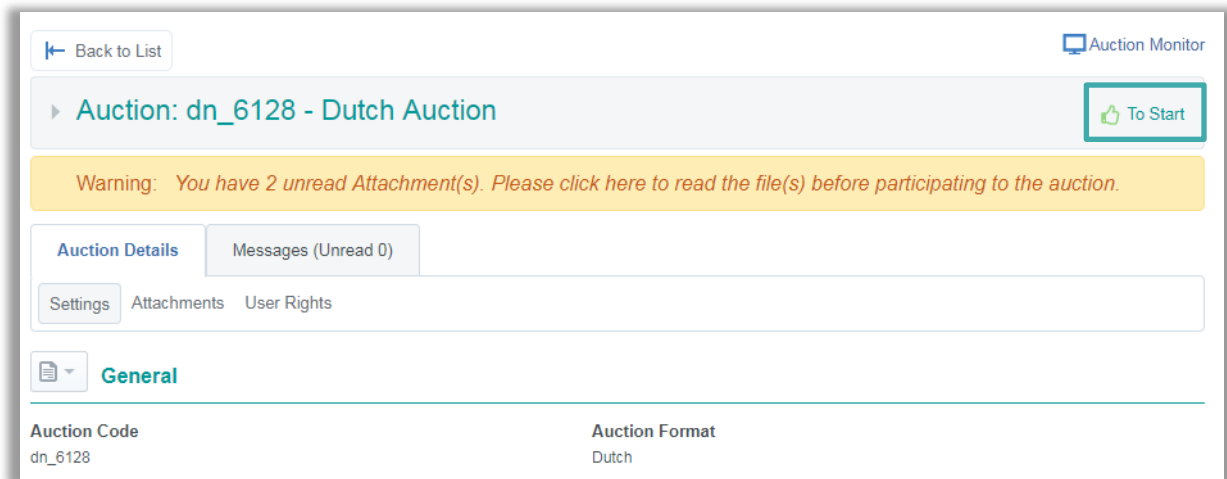 Back to List
Auction Monitor
Auction: dn_6128 - Dutch Auction
To Start
Warning: You have 2 unread Attachment(s). Please click here to read the file(s) before participating to the auction.
Auction Details Messages (Unread 0)
Settings Attachments User Rights
General
Auction Code Auction Format
dn_6128 Dutch